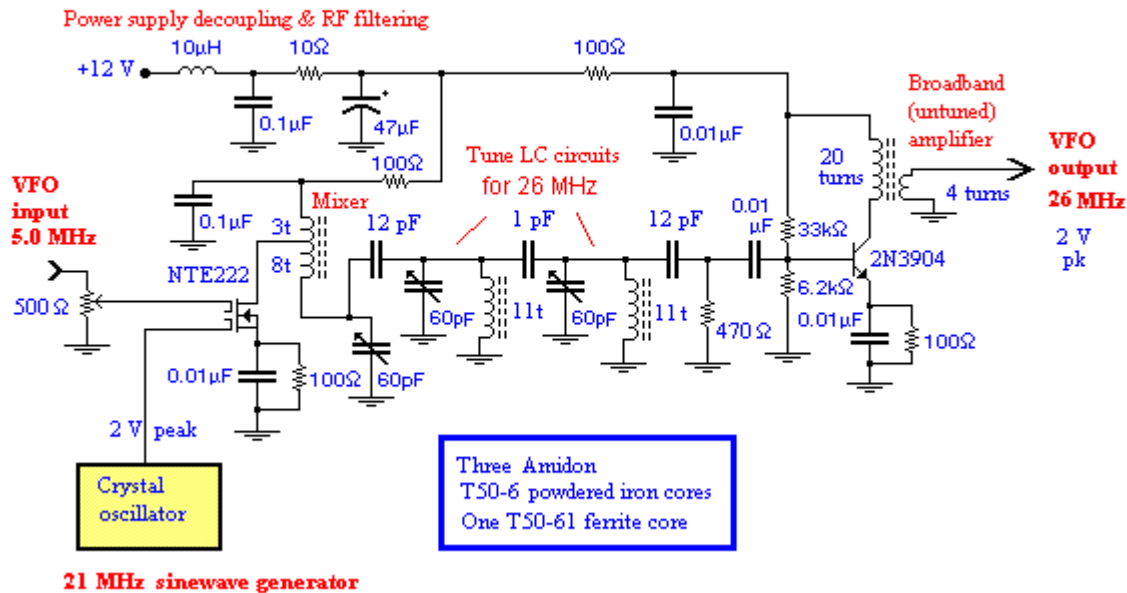 Power supply decoupling & RF filtering
10µH
10Ω
100Ω
+12 V
+
0.1µF
47µF
0.01µF
Broadband
(untuned)
amplifier
20
turns
4 turns
VFO
output
26 MHz
2 V
pk
100Ω
Tune LC circuits
for 26 MHz
VFO
input
5.0 MHz
0.1µF
Mixer
3t
8t
12 pF
1 pF
12 pF
0.01
µF
33kΩ
NTE222
2N3904
500Ω
60pF
11t
60pF
11t
470 Ω
6.2kΩ
0.01µF
100Ω
0.01µF
100Ω
60pF
2 V peak
Crystal
oscillator
Three Amidon
T50-6 powdered iron cores
One T50-61 ferrite core
21 MHz sinewave generator